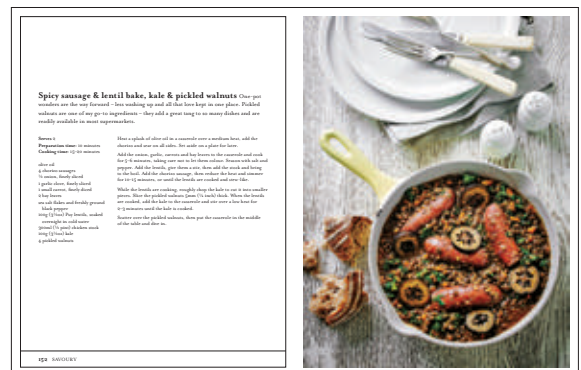 Spicy sausage & lentil bake, kale & pickled walnuts One-pot
wonders are the way forward – less washing up and all that love kept in one place. Pickled
walnuts are one of my go-to ingredients – they add a great tang to so many dishes and are
readily available in most supermarkets.
Serves 2
Preparation time: 10 minutes
Cooking time: 15–20 minutes
olive oil
4 chorizo sausages
½ onion, finely sliced
1 garlic clove, finely sliced
1 small carrot, finely sliced
2 bay leaves
sea salt flakes and freshly ground
black pepper
100g (3½oz) Puy lentils, soaked
overnight in cold water
300ml (½ pint) chicken stock
100g (3½oz) kale
4 pickled walnuts
Heat a splash of olive oil in a casserole over a medium heat, add the
chorizo and sear on all sides. Set aside on a plate for later.
Add the onion, garlic, carrots and bay leaves to the casserole and cook
for 5–6 minutes, taking care not to let them colour. Season with salt and
pepper. Add the lentils, give them a stir, then add the stock and bring
to the boil. Add the chorizo, then reduce the heat and simmer
for 10–15 minutes, or until the lentils are cooked and stew-like.
While the lentils are cooking, roughly chop the kale to cut it into smaller
pieces. Slice the pickled walnuts 5mm (¼ inch) thick. When the lentils
are cooked, add the kale to the casserole and stir over a low heat for
2–3 minutes until the kale is cooked.
Scatter over the pickled walnuts, then put the casserole in the middle
of the table and dive in.
152 SAVOURY